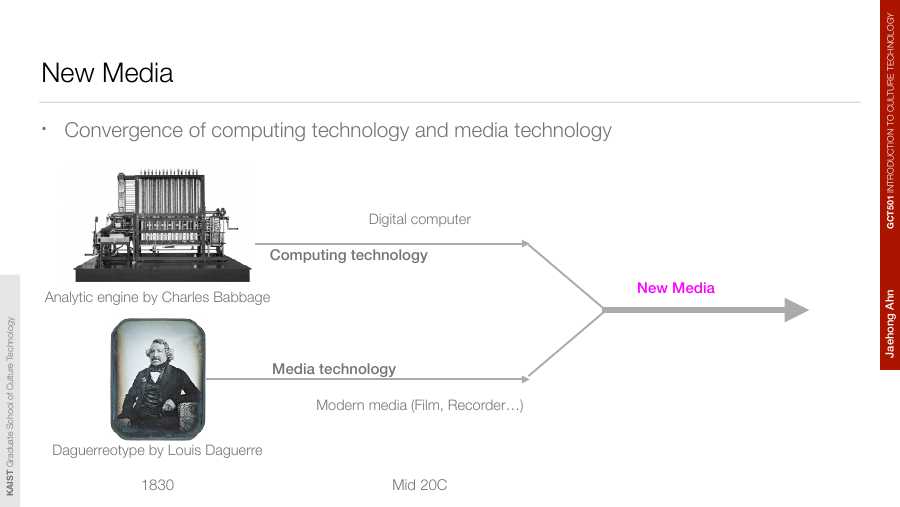 New Media
• Convergence of computing technology and media technology
Digital computer
Computing technology
New Media
Analytic engine by Charles Babbage
Media technology
Modern media (Film, Recorder…)
Daguerreotype by Louis Daguerre
1830
Mid 20C
KAIST Graduate School of Culture Technology
Jaehong Ahn
GCT501 INTRODUCTION TO CULTURE TECHNOLOGY